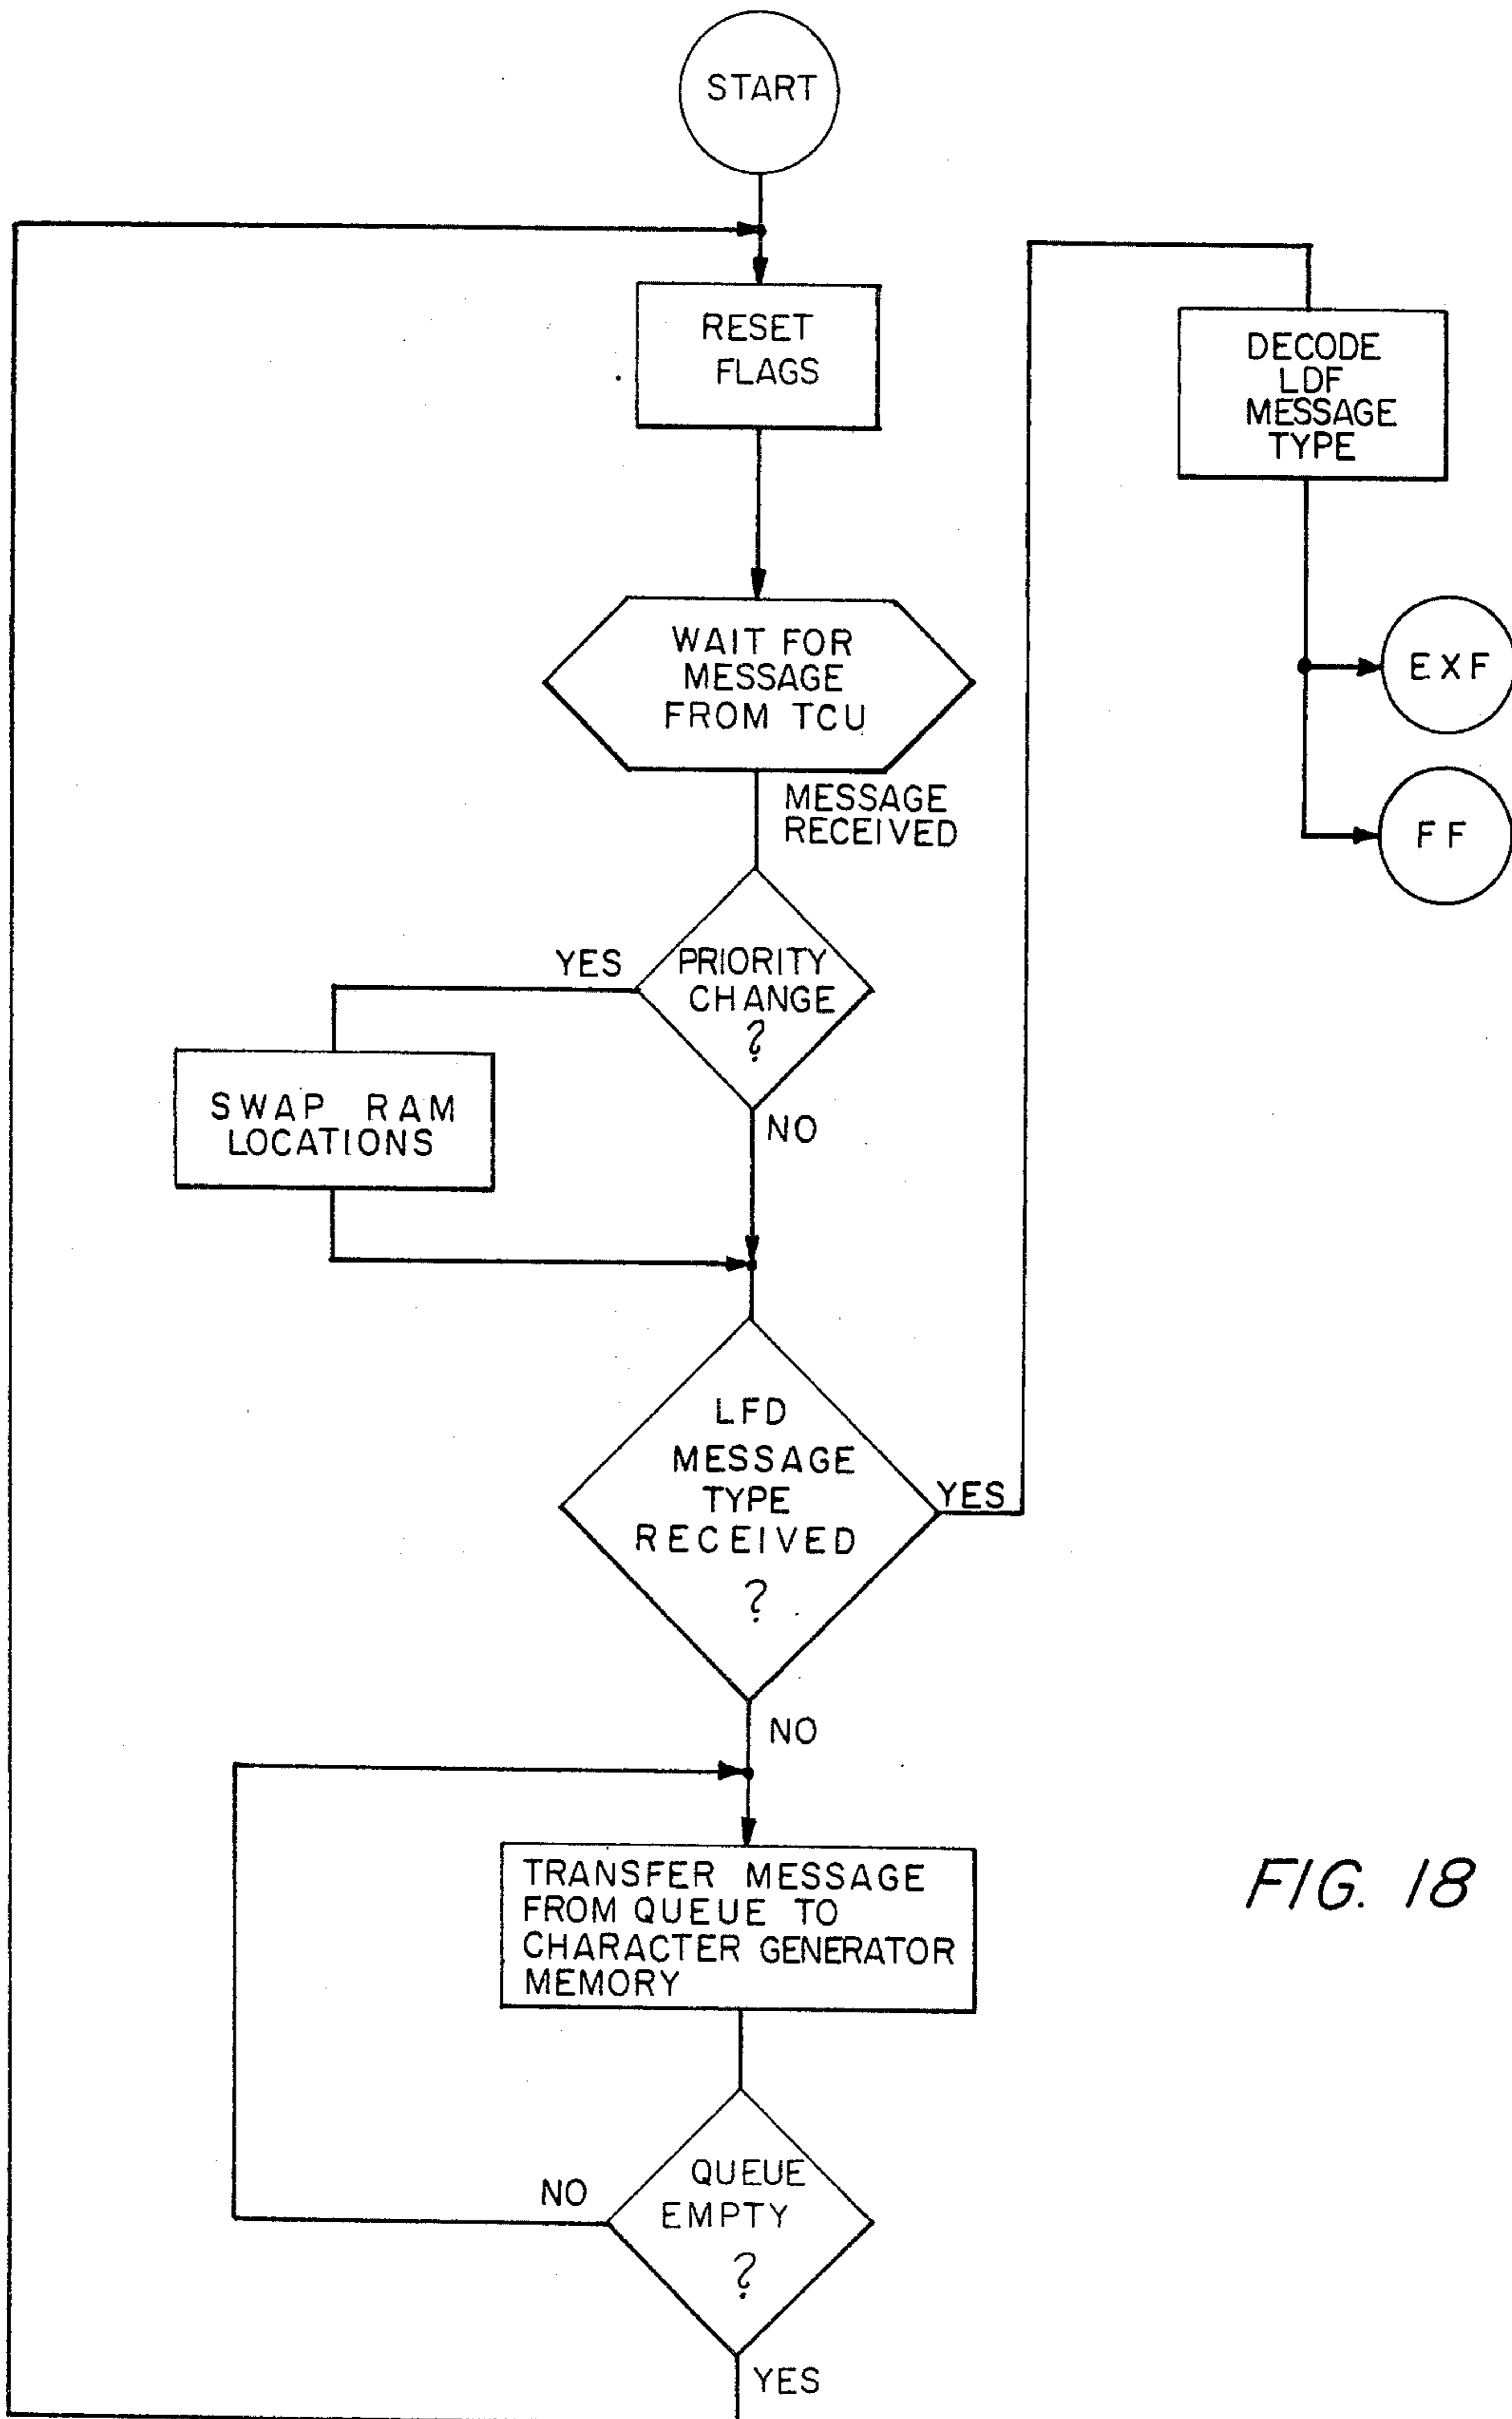 START
RESET
FLAGS
WAIT FOR
MESSAGE
FROM TCU
MESSAGE
RECEIVED
PRIORITY
CHANGE
?
YES
NO
SWAP RAM
LOCATIONS
LFD
MESSAGE
TYPE
RECEIVED
?
YES
NO
DECODE
LDF
MESSAGE
TYPE
EXF
FF
TRANSFER MESSAGE
FROM QUEUE TO
CHARACTER GENERATOR
MEMORY
QUEUE
EMPTY
?
NO
YES
FIG. 18